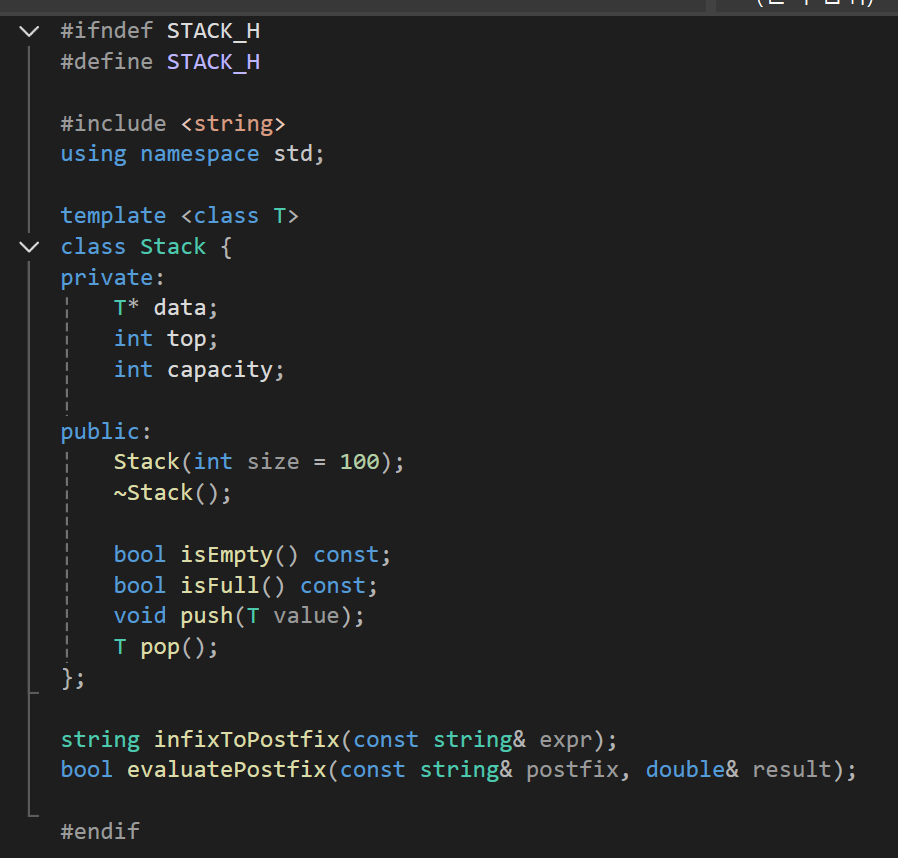 #ifndef STACK_H
#define STACK_H

#include <string>
using namespace std;

template <class T>
class Stack {
private:
    T* data;
    int top;
    int capacity;

public:
    Stack(int size = 100);
    ~Stack();

    bool isEmpty() const;
    bool isFull() const;
    void push(T value);
    T pop();
};

string infixToPostfix(const string& expr);
bool evaluatePostfix(const string& postfix, double& result);

#endif